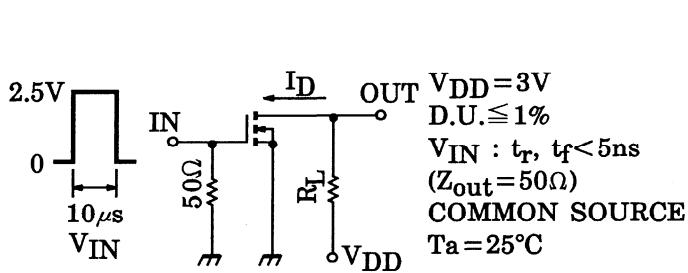 2.5V
0
10μs
VIN
IN
50Ω
ID
OUT
RL
VDD
VDD=3V
D.U.≦1%
VIN : tr, tf<5ns
(Zout=50Ω)
COMMON SOURCE
Ta=25°C